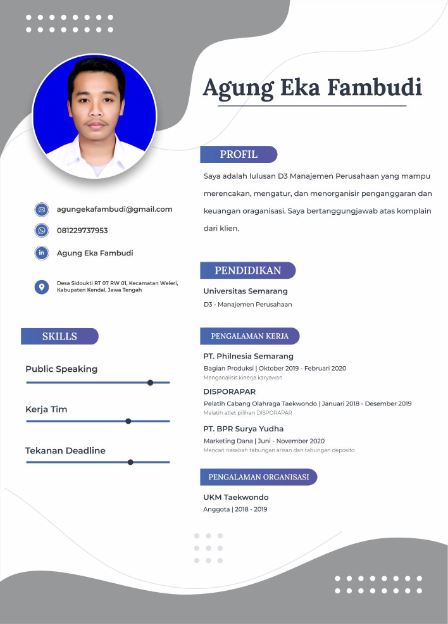 Agung Eka Fambudi
agungekafambudi@gmail.com
081229737953
Agung Eka Fambudi
Desa Sidoukti RT 07 RW 01, Kecamatan Weleri,
Kabupaten Kendal, Jawa Tengah
SKILLS
Public Speaking
Kerja Tim
Tekanan Deadline
PROFIL
Saya adalah lulusan D3 Manajemen Perusahaan yang mampu
merencakan, mengatur, dan menorganisir penganggaran dan
keuangan oraganisasi. Saya bertanggungjawab atas komplain
dari klien.
PENDIDIKAN
Universitas Semarang
D3 - Manajemen Perusahaan
PENGALAMAN KERJA
PT. Philnesia Semarang
Bagian Produksi | Oktober 2019 - Februari 2020
Menganalisis kinerja karyawan
DISPORAPAR
Pelatih Cabang Olahraga Taekwondo | Januari 2018 - Desember 2019
Melatih atlet pilihan DISPORAPAR
PT. BPR Surya Yudha
Marketing Dana | Juni - November 2020
Mencari nasabah tabungan arisan dan tabungan deposito
PENGALAMAN ORGANISASI
UKM Taekwondo
Anggota | 2018 - 2019